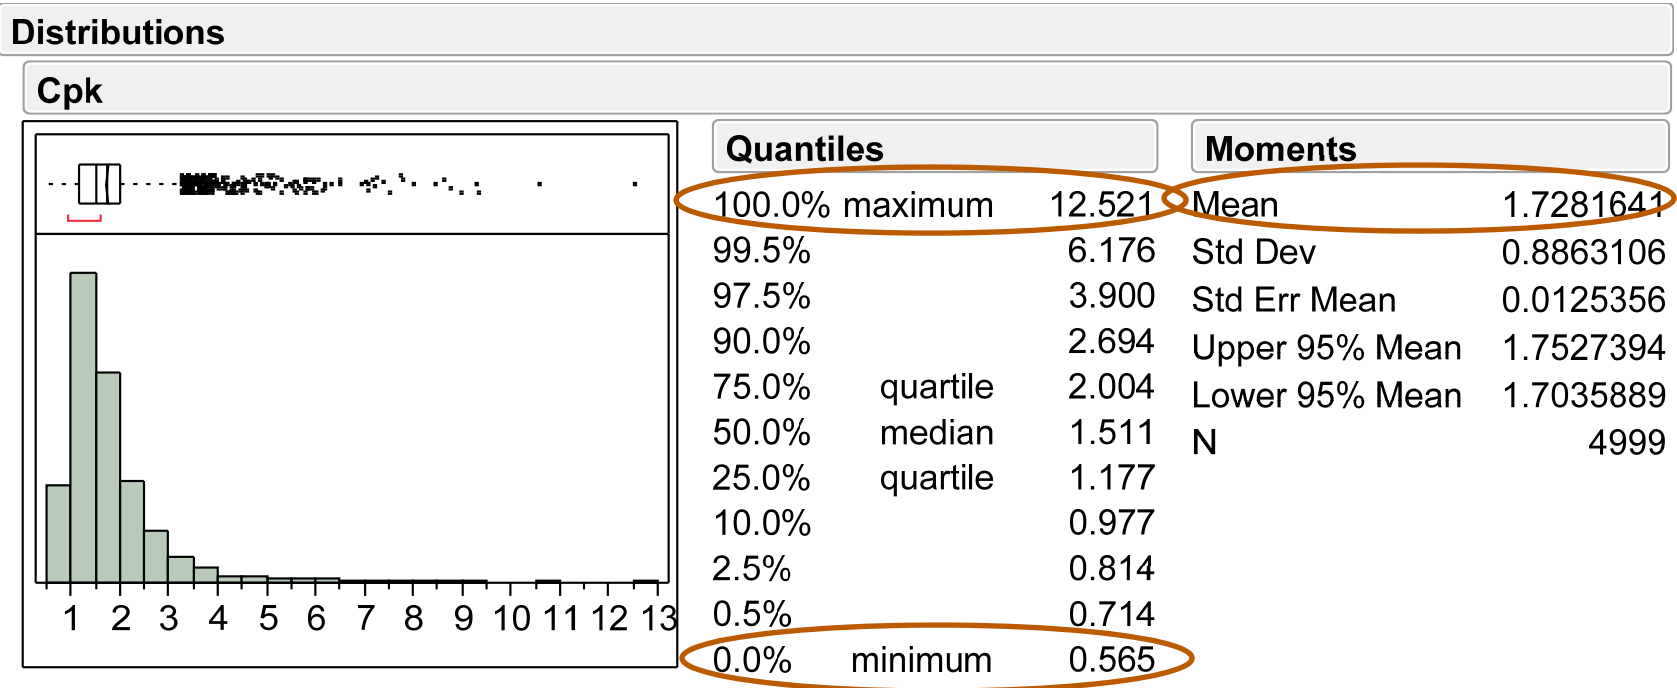 Distributions
Cpk
1 2 3 4 5 6 7 8 9 10 11 12 13
Quantiles
100.0% maximum 12.521
99.5% 6.176
97.5% 3.900
90.0% 2.694
75.0% quartile 2.004
50.0% median 1.511
25.0% quartile 1.177
10.0% 0.977
2.5% 0.814
0.5% 0.714
0.0% minimum 0.565
Moments
Mean 1.7281641
Std Dev 0.8863106
Std Err Mean 0.0125356
Upper 95% Mean 1.7527394
Lower 95% Mean 1.7035889
N 4999